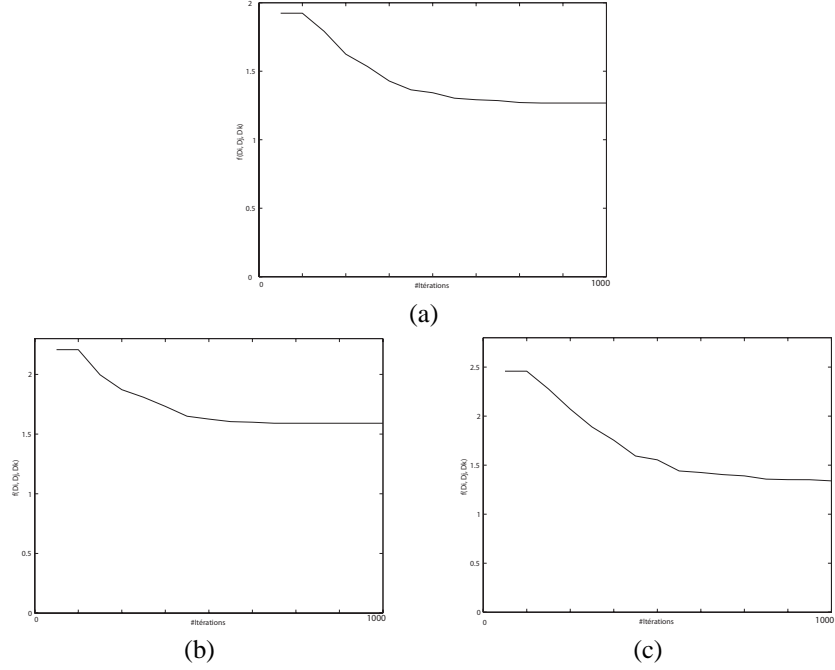 2
1.5
1
0.5
0
f(Di, Dj, Dk)
0
#Itérations
1000
(a)
2
1.5
1
0.5
0
f(Di, Dj, Dk)
0
#Itérations
1000
(b)
2.5
2
1.5
1
0.5
0
f(Di, Dj, Dk)
0
#Itérations
1000
(c)